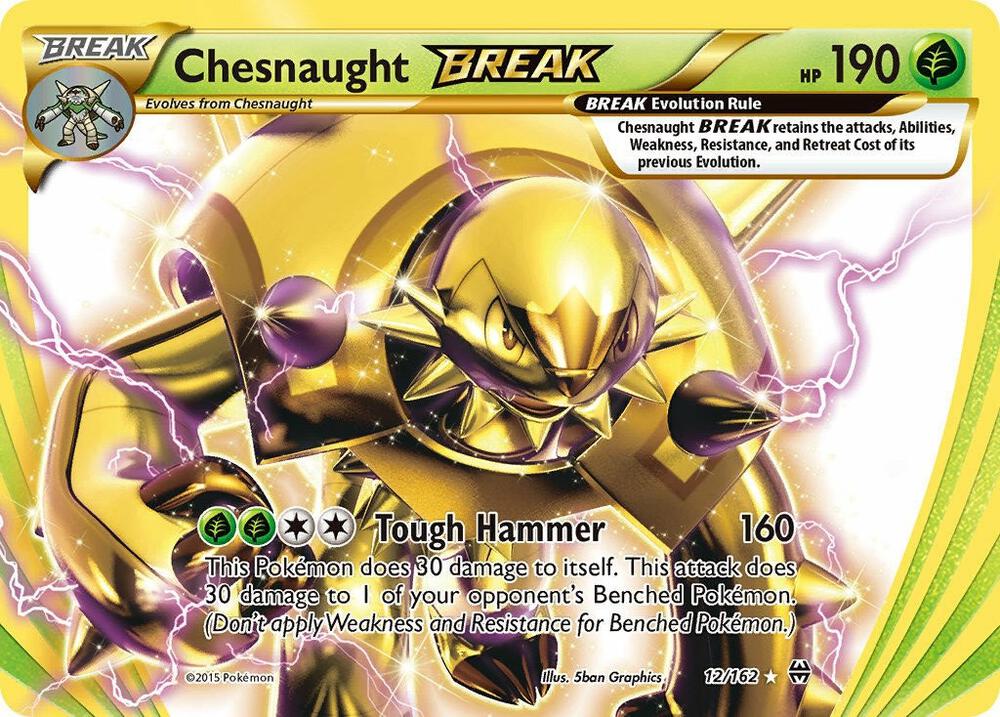 BREAK
Chesnaught BREAK HP 190
Evolves from Chesnaught
BREAK Evolution Rule
Chesnaught BREAK retains the attacks, Abilities,
Weakness, Resistance, and Retreat Cost of its
previous Evolution.
Tough Hammer 160
This Pokémon does 30 damage to itself. This attack does
30 damage to 1 of your opponent's Benched Pokémon.
(Don't apply Weakness and Resistance for Benched Pokémon.)
©2015 Pokémon Illus. 5ban Graphics 12/162 ★